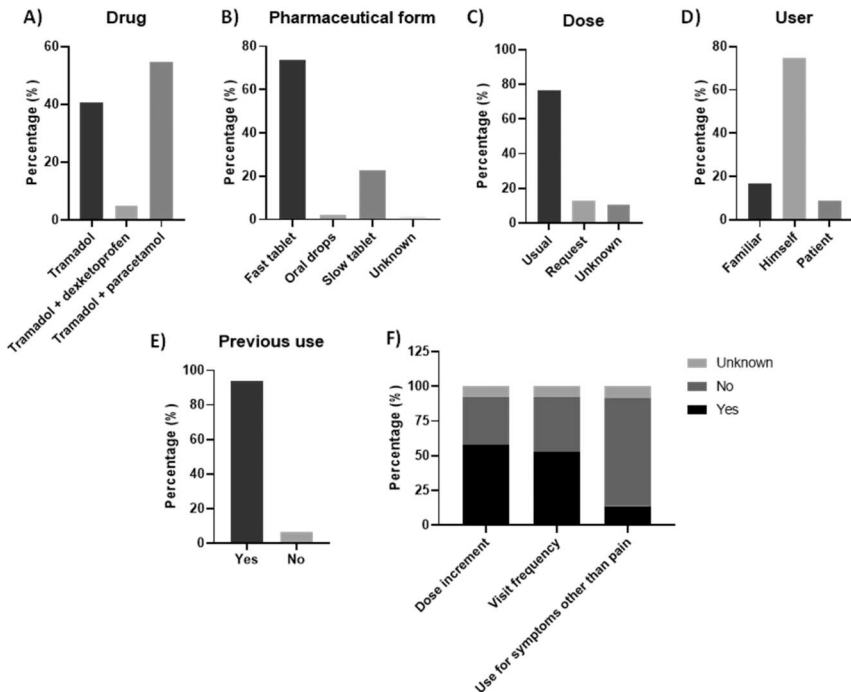 A) Drug
Percentage (%)
60
40
20
0
Tramadol
Tramadol + dexketoprofen
Tramadol + paracetamol
B) Pharmaceutical form
Percentage (%)
80
60
40
20
0
Fast tablet
Oral drops
Slow tablet
Unknown
C) Dose
Percentage (%)
100
80
60
40
20
0
Usual
Request
Unknown
D) User
Percentage (%)
80
60
40
20
0
Familiar
Himself
Patient
E) Previous use
Percentage (%)
100
80
60
40
20
0
Yes
No
F)
Percentage (%)
125
100
75
50
25
0
Dose increment
Visit frequency
Use for symptoms other than pain
Unknown
No
Yes